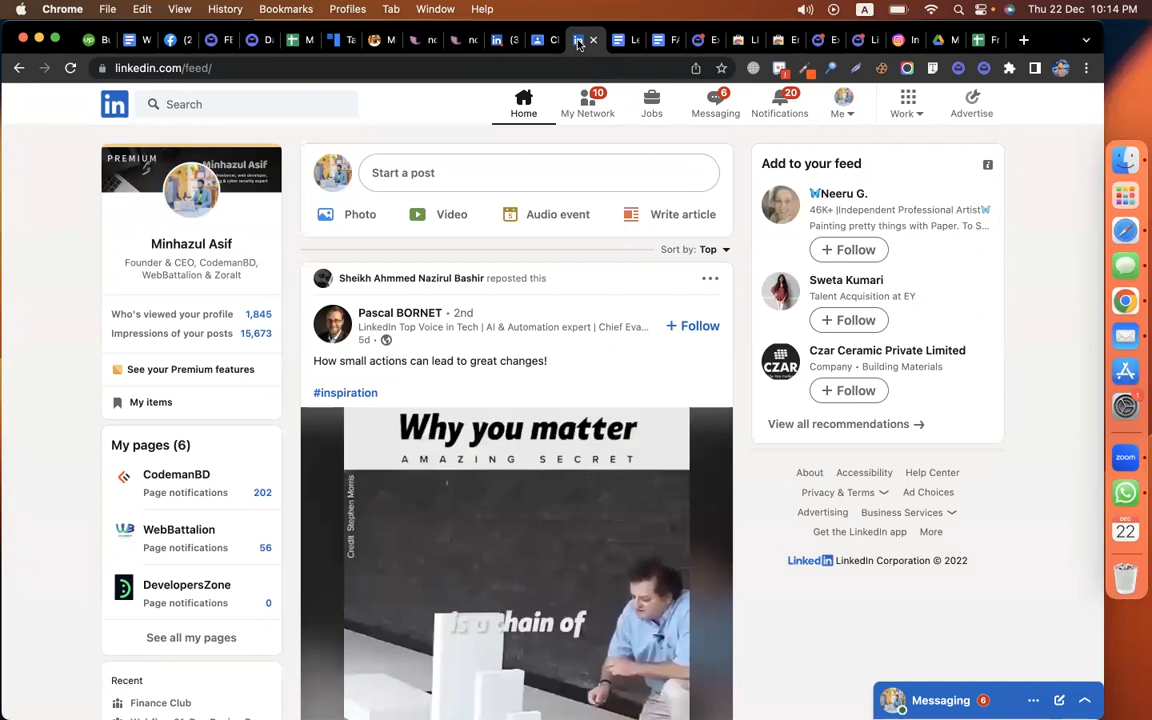 Chrome File Edit View History Bookmarks Profiles Tab Window Help A Thu 22 Dec 10:14 PM
linkedin.com/feed/
in Search
10 6 20
Home My Network Jobs Messaging Notifications Me Work Advertise
PREMIUM
Minhazul Asif
Minhazul Asif
Founder & CEO, CodemanBD,
WebBattalion & Zoralt
Who's viewed your profile 1,845
Impressions of your posts 15,673
See your Premium features
My items
My pages (6)
CodemanBD
Page notifications 202
WebBattalion
Page notifications 56
DevelopersZone
Page notifications 0
See all my pages
Recent
Finance Club
Start a post
Photo Video Audio event Write article
Sort by: Top
Sheikh Ahmmed Nazirul Bashir reposted this
Pascal BORNET • 2nd
LinkedIn Top Voice in Tech | AI & Automation expert | Chief Eva...
5d •
+ Follow
How small actions can lead to great changes!
#inspiration
Why you matter
AMAZING SECRET
Credit Stephen Morris
is a chain of
Add to your feed
Neeru G.
46K+ |Independent Professional Artist
Painting pretty things with Paper. To S...
+ Follow
Sweta Kumari
Talent Acquisition at EY
+ Follow
CZAR
Czar Ceramic Private Limited
Company • Building Materials
+ Follow
View all recommendations →
About Accessibility Help Center
Privacy & Terms Ad Choices
Advertising Business Services
Get the LinkedIn app More
LinkedIn LinkedIn Corporation © 2022
Messaging 6
zoom
DEC
22